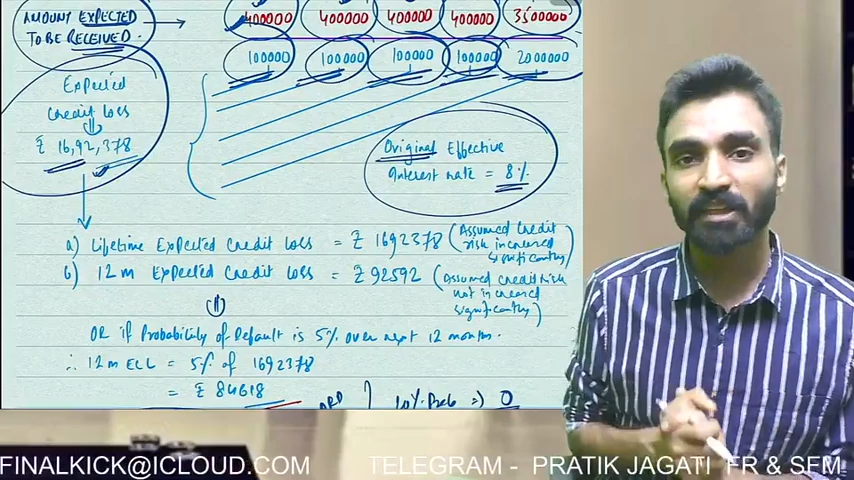 AMOUNT EXPECTED
TO BE RECEIVED.
400000 400000 400000 400000 3500000
100000 100000 100000 100000 2000000
Expected
credit loss
₹ 16,92,378
Original Effective
interest rate = 8%.
a) Lifetime Expected Credit Loss = ₹ 1692378 (Assumed credit
risk increased
significantly)
b) 12m Expected Credit Loss = ₹ 92592 (Assumed credit risk
not increased
significantly)
OR if Probability of Default is 5% over next 12 months.
∴ 12m ECL = 5% of 1692378
= ₹ 84618
10% Prob => 0
FINALKICK@ICLOUD.COM TELEGRAM - PRATIK JAGATI FR & SFM